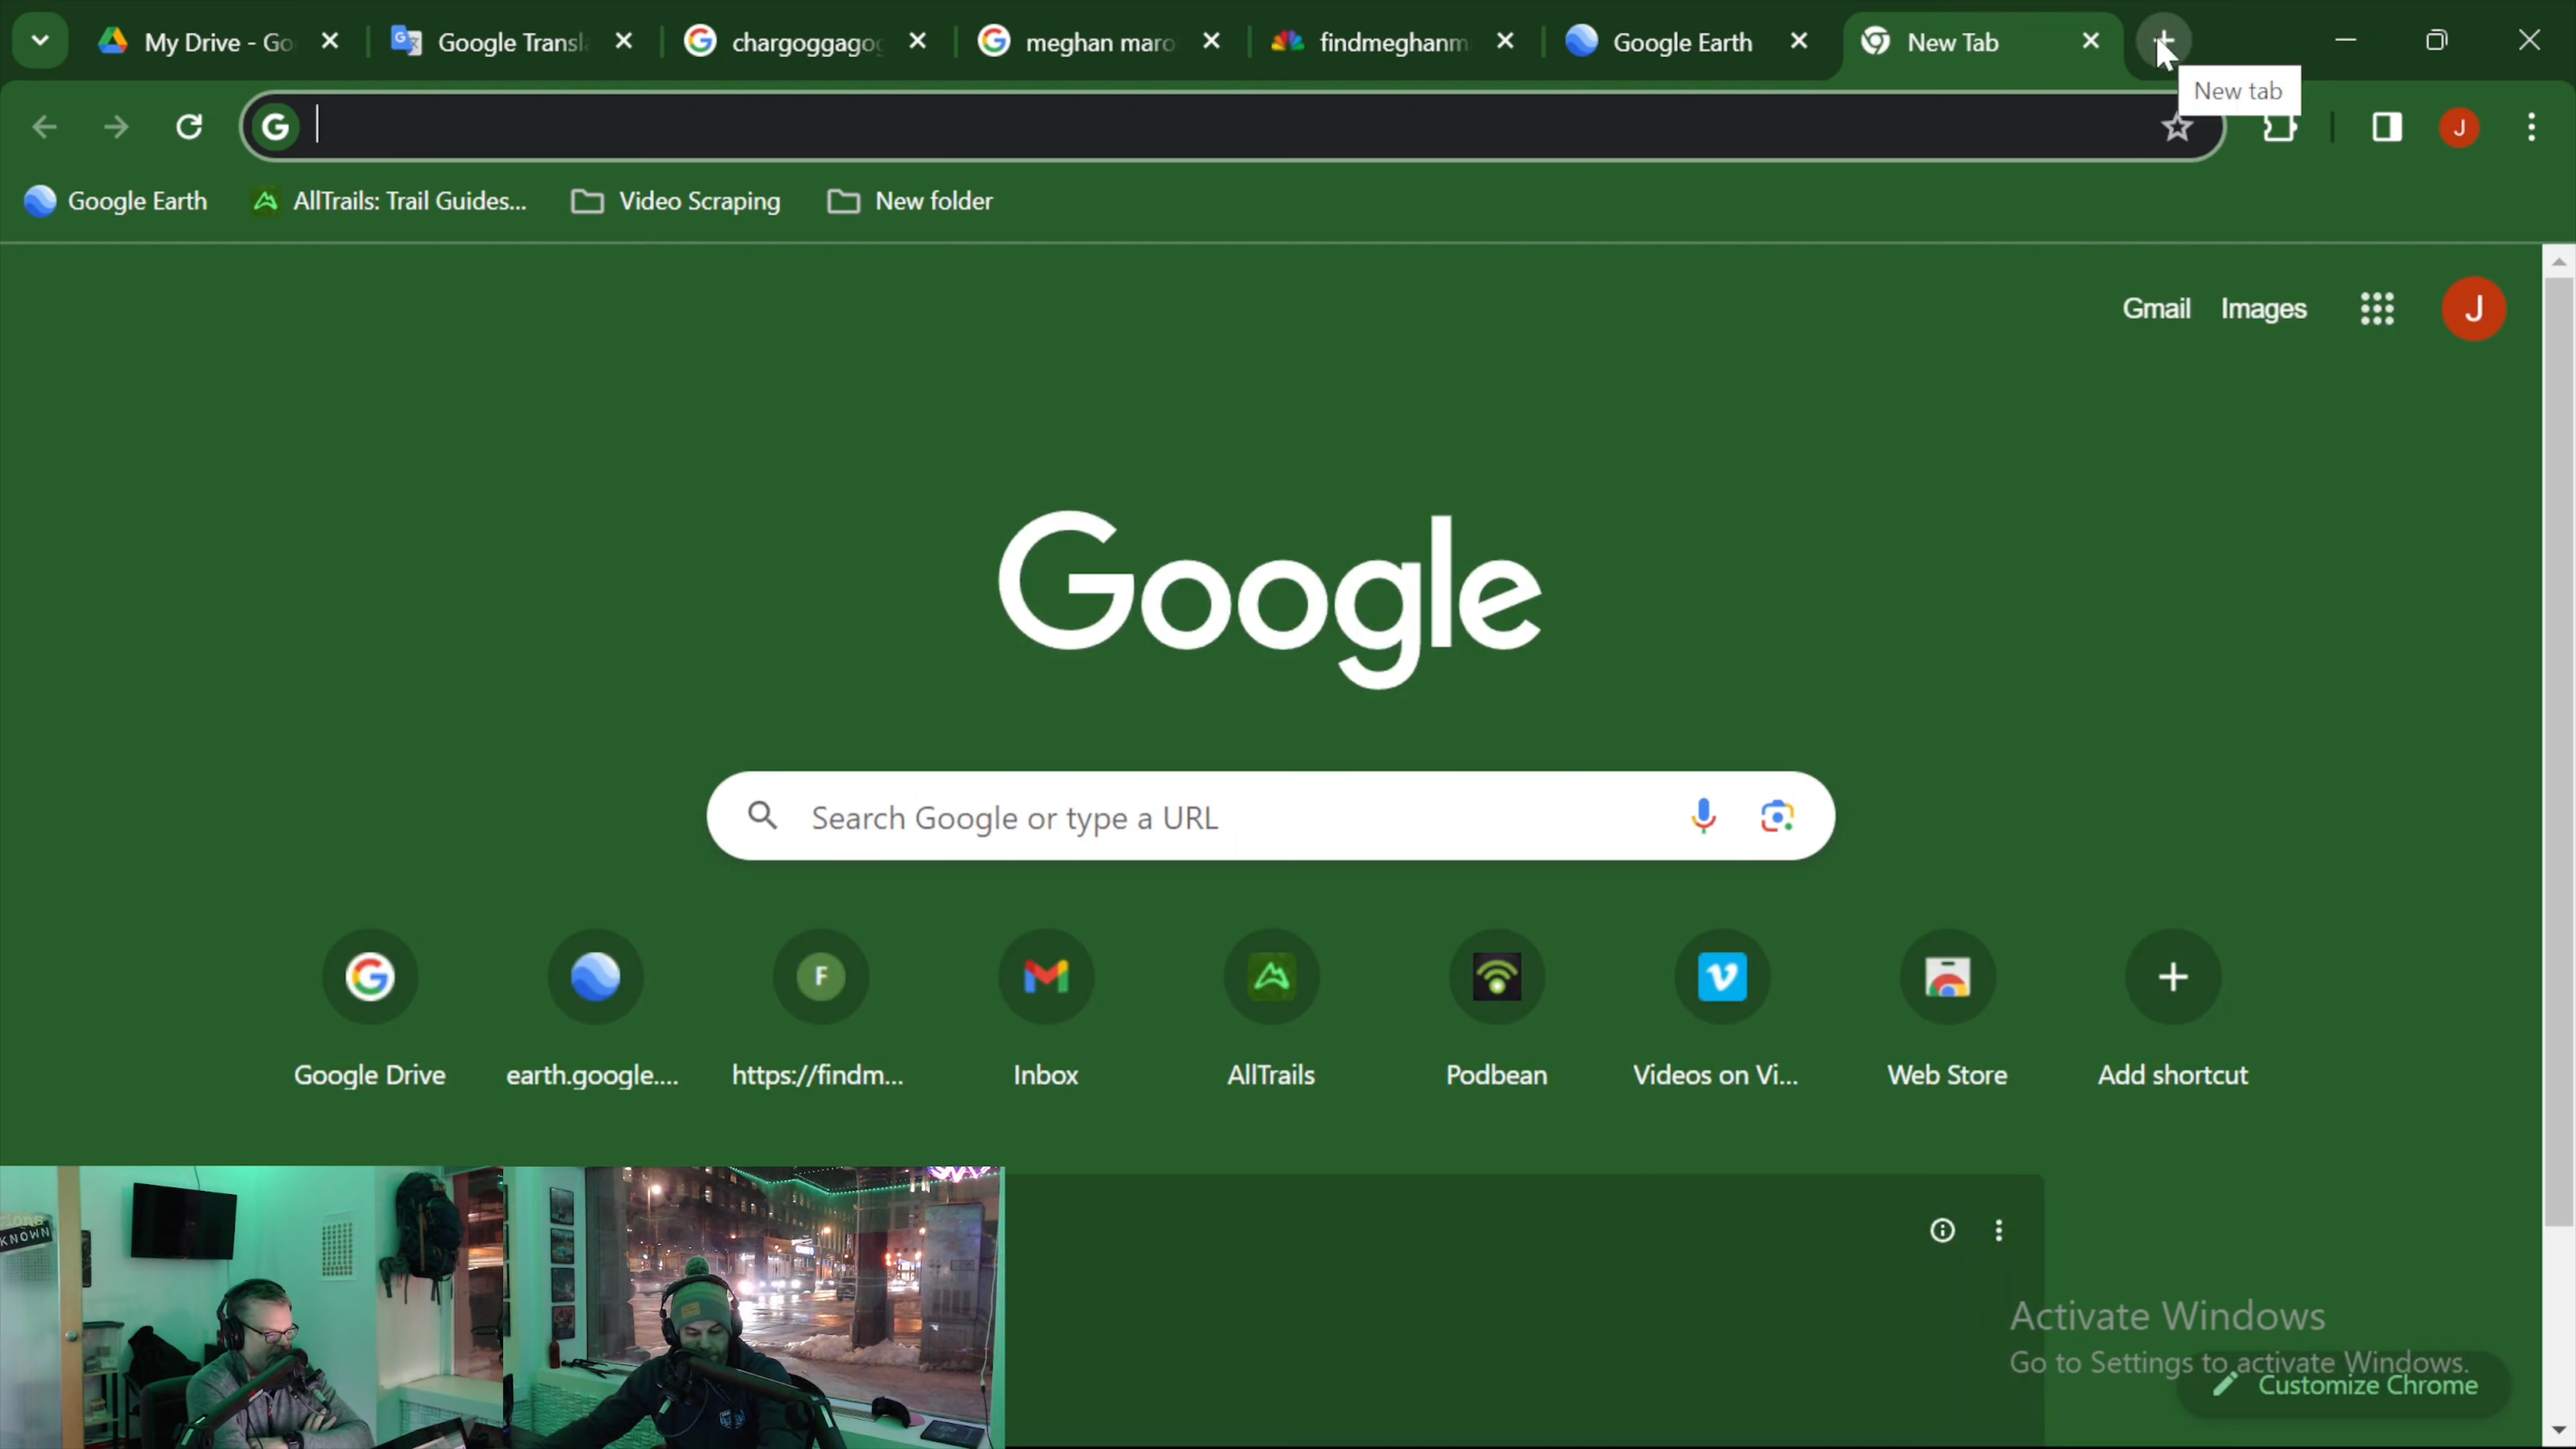 My Drive - Go
Google Transl
chargoggagog
meghan maro
findmeghanm
Google Earth
New Tab
New tab
J
Google Earth
AllTrails: Trail Guides...
Video Scraping
New folder
Gmail
Images
J
Google
Search Google or type a URL
F
Google Drive
earth.google....
https://findm...
Inbox
AllTrails
Podbean
Videos on Vi...
Web Store
Add shortcut
KNOWN
Activate Windows
Go to Settings to activate Windows.
Customize Chrome